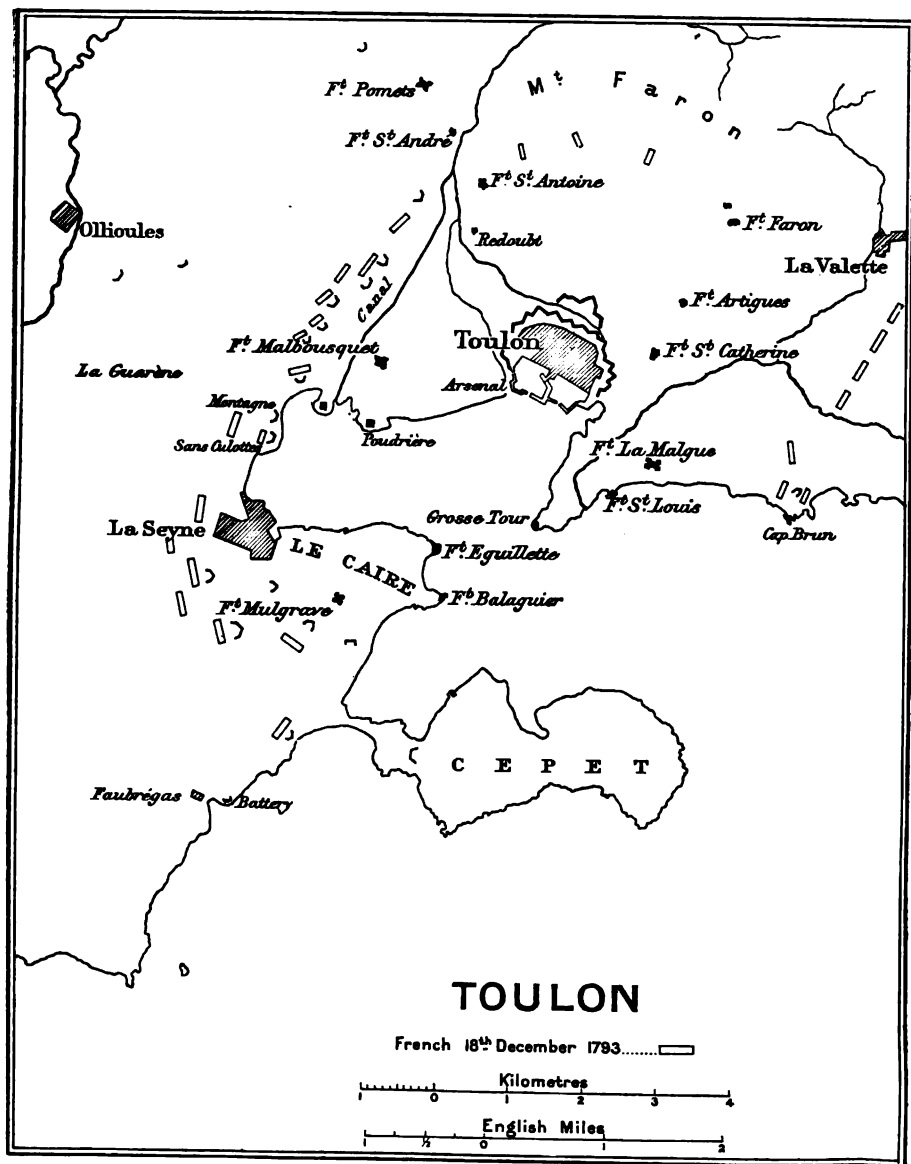 Ft. Pomets
Mt. Faron
Ft. St. André
Ft. St. Antoine
Ollioules
Redoubt
Ft. Faron
La Valette
Canal
Ft. Artigues
Toulon
Ft. Malbousquet
Ft. St. Catherine
La Guarène
Arsenal
Montagne
Poudrière
Sans Culottes
Ft. La Malgue
Ft. St. Louis
Grosse Tour
La Seyne
Cap Brun
LE CAIRE
Ft. Eguillette
Ft. Mulgrave
Ft. Balaguier
CEPET
Faubrégas
Battery
TOULON
French 18th December 1793
Kilometres
1 0 1 2 3 4
English Miles
1 ½ 0 1 2